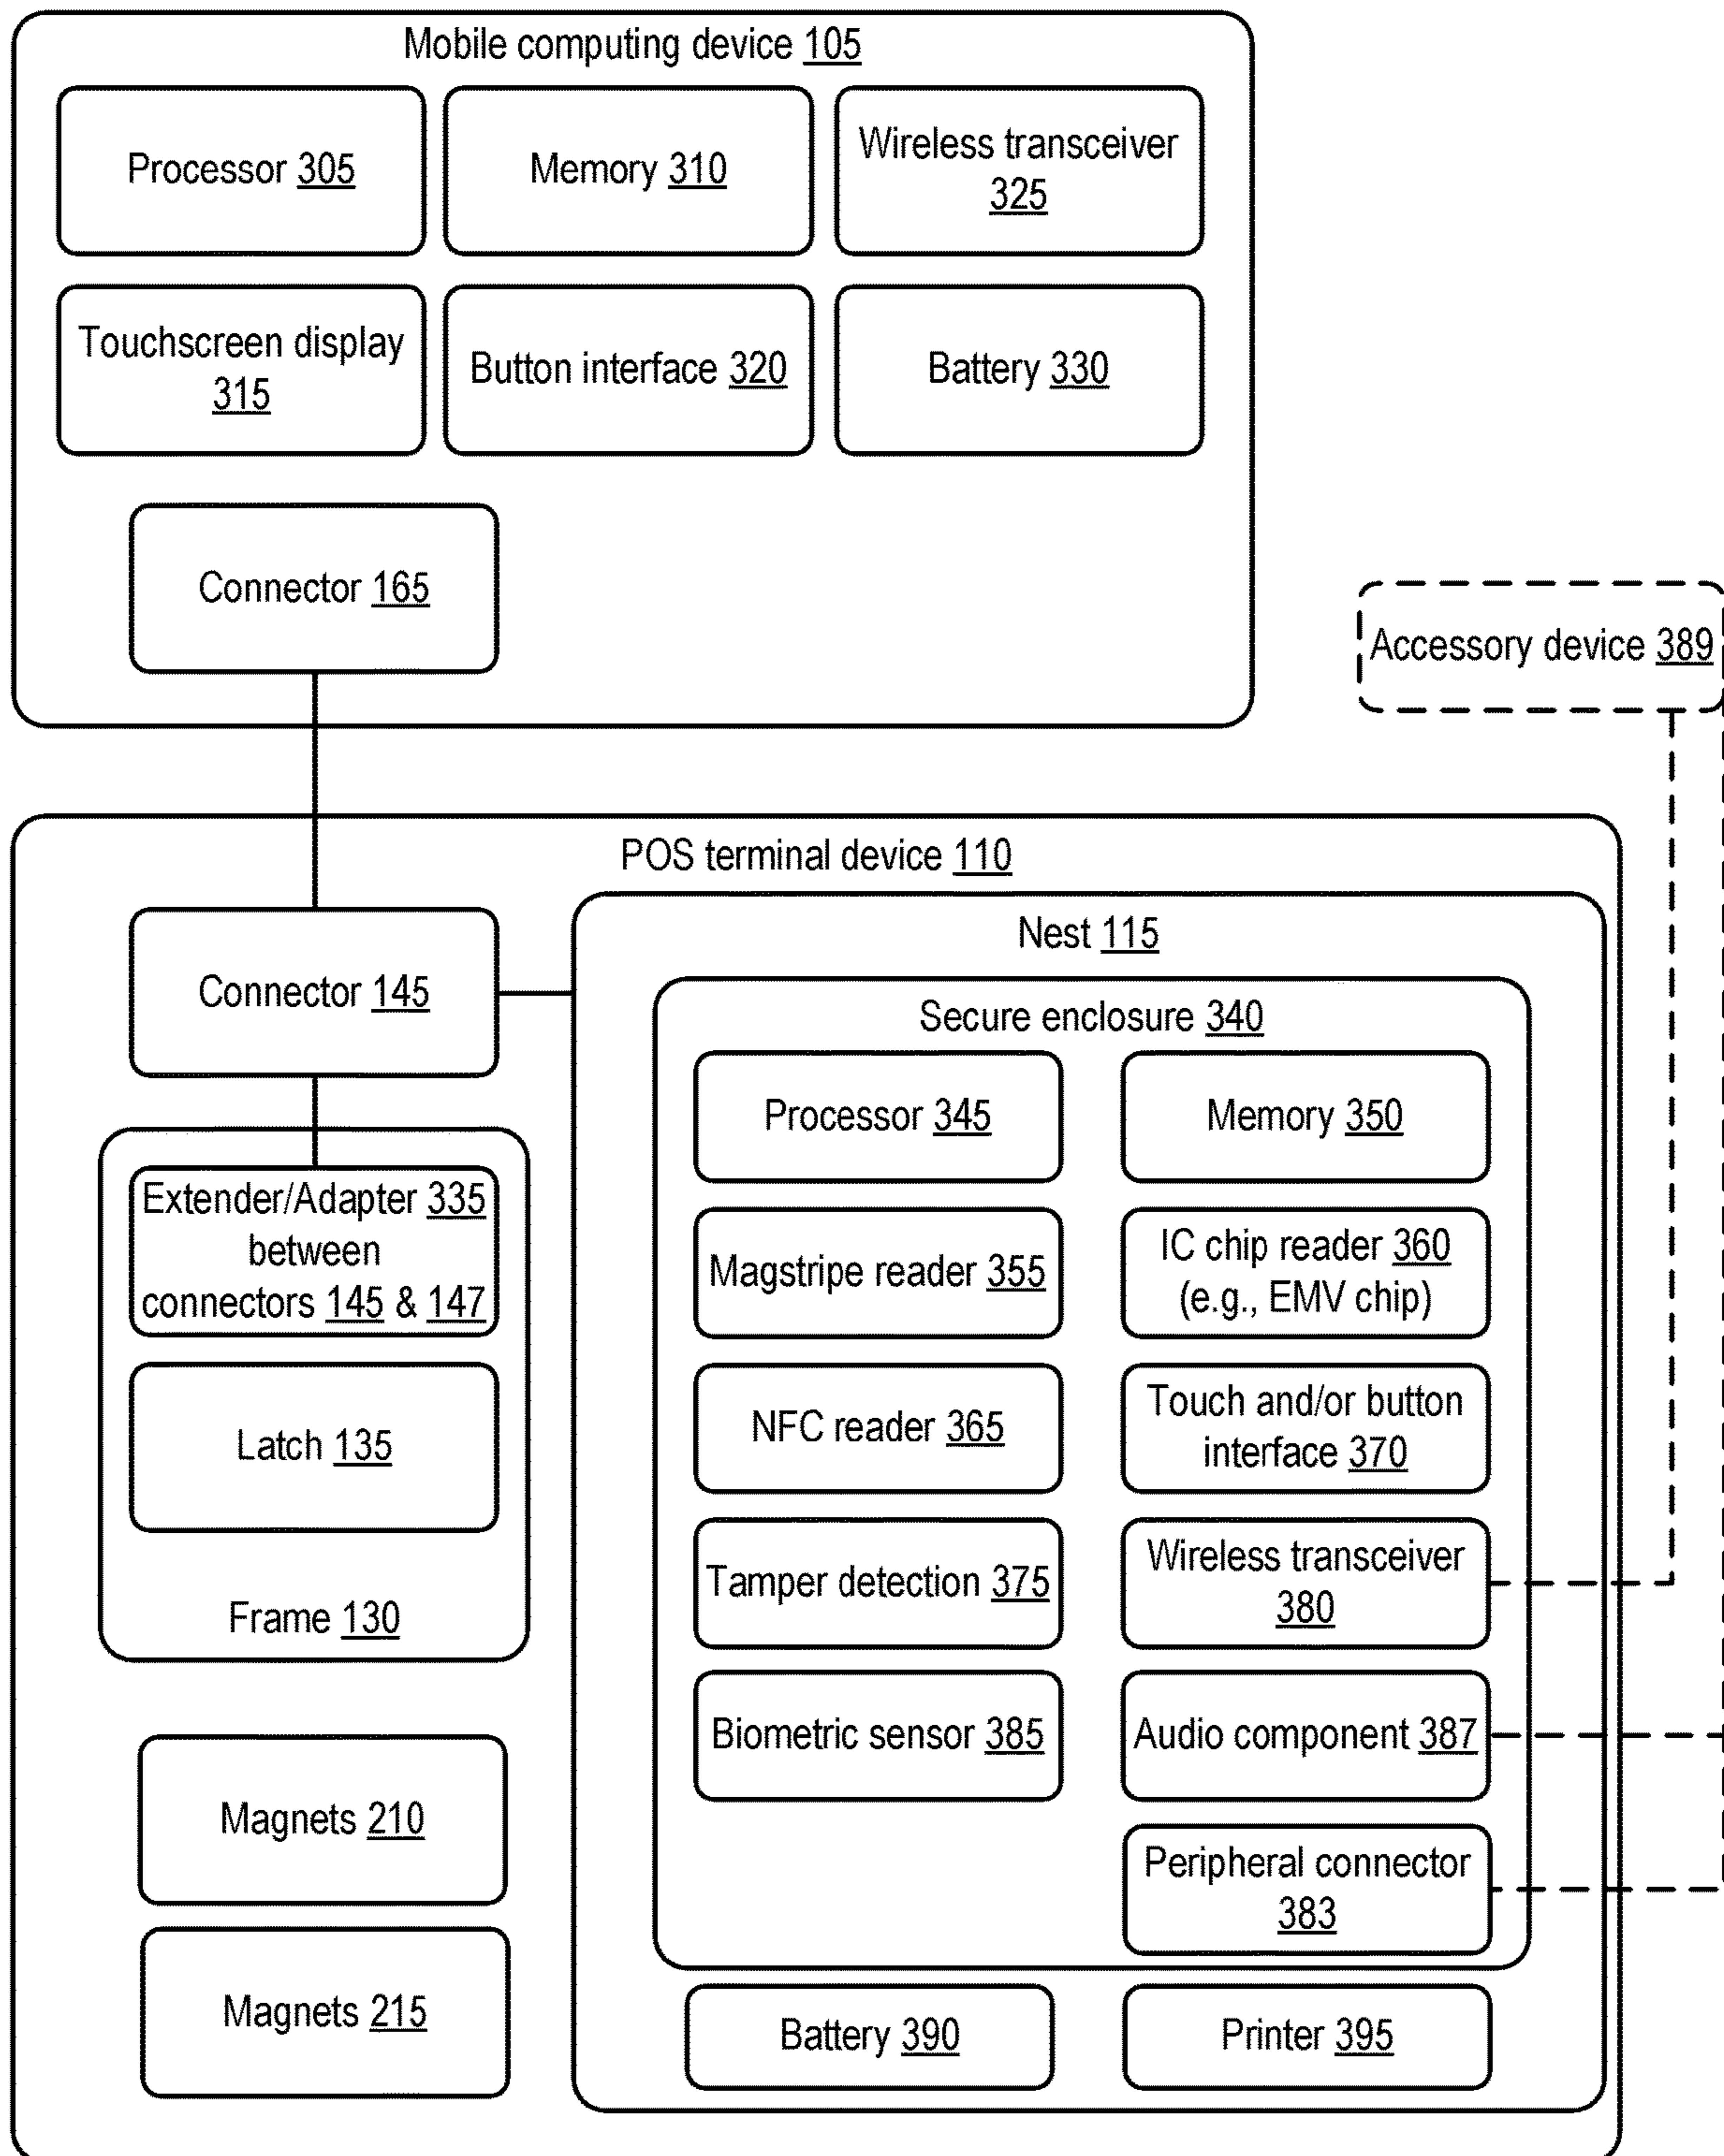 Mobile computing device 105
Processor 305
Memory 310
Wireless transceiver
325
Touchscreen display
315
Button interface 320
Battery 330
Connector 165
Accessory device 389
POS terminal device 110
Connector 145
Nest 115
Secure enclosure 340
Processor 345
Memory 350
Extender/Adapter 335
between
connectors 145 & 147
Magstripe reader 355
IC chip reader 360
(e.g., EMV chip)
Latch 135
NFC reader 365
Touch and/or button
interface 370
Frame 130
Tamper detection 375
Wireless transceiver
380
Biometric sensor 385
Audio component 387
Magnets 210
Peripheral connector
383
Magnets 215
Battery 390
Printer 395